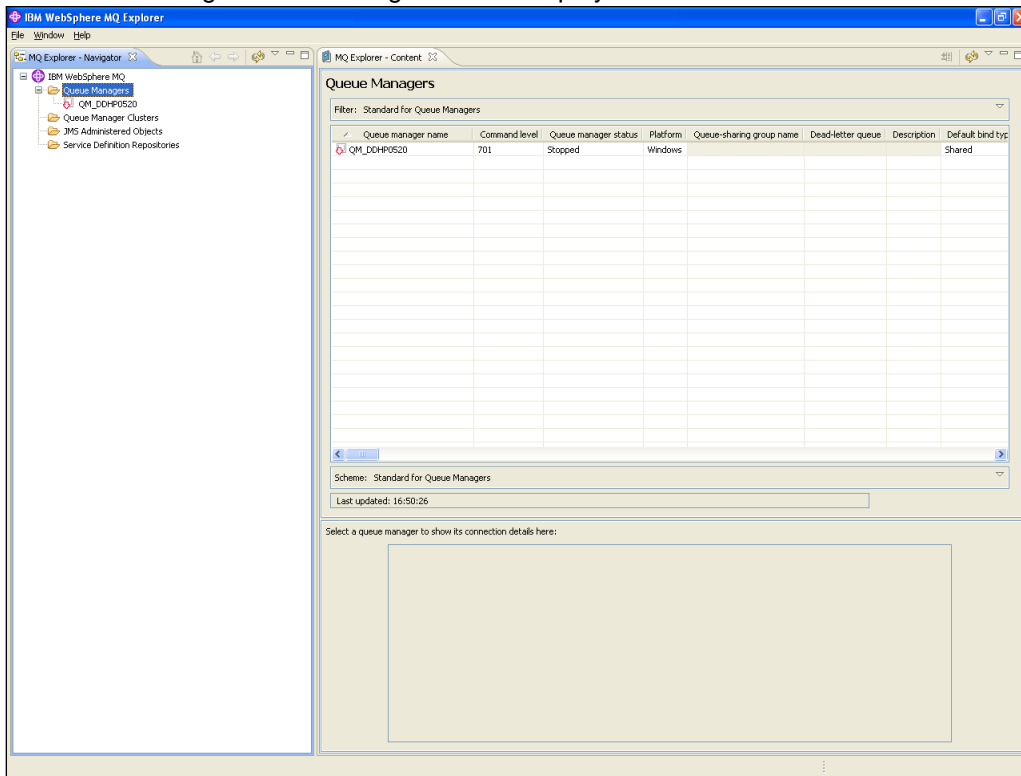 IBM WebSphere MQ Explorer
File Window Help
MQ Explorer - Navigator
IBM WebSphere MQ
Queue Managers
QM_DDHP0520
Queue Manager Clusters
JMS Administered Objects
Service Definition Repositories
MQ Explorer - Content
Queue Managers
Filter: Standard for Queue Managers
Queue manager name Command level Queue manager status Platform Queue-sharing group name Dead-letter queue Description Default bind typ
QM_DDHP0520 701 Stopped Windows Shared
Scheme: Standard for Queue Managers
Last updated: 16:50:26
Select a queue manager to show its connection details here: